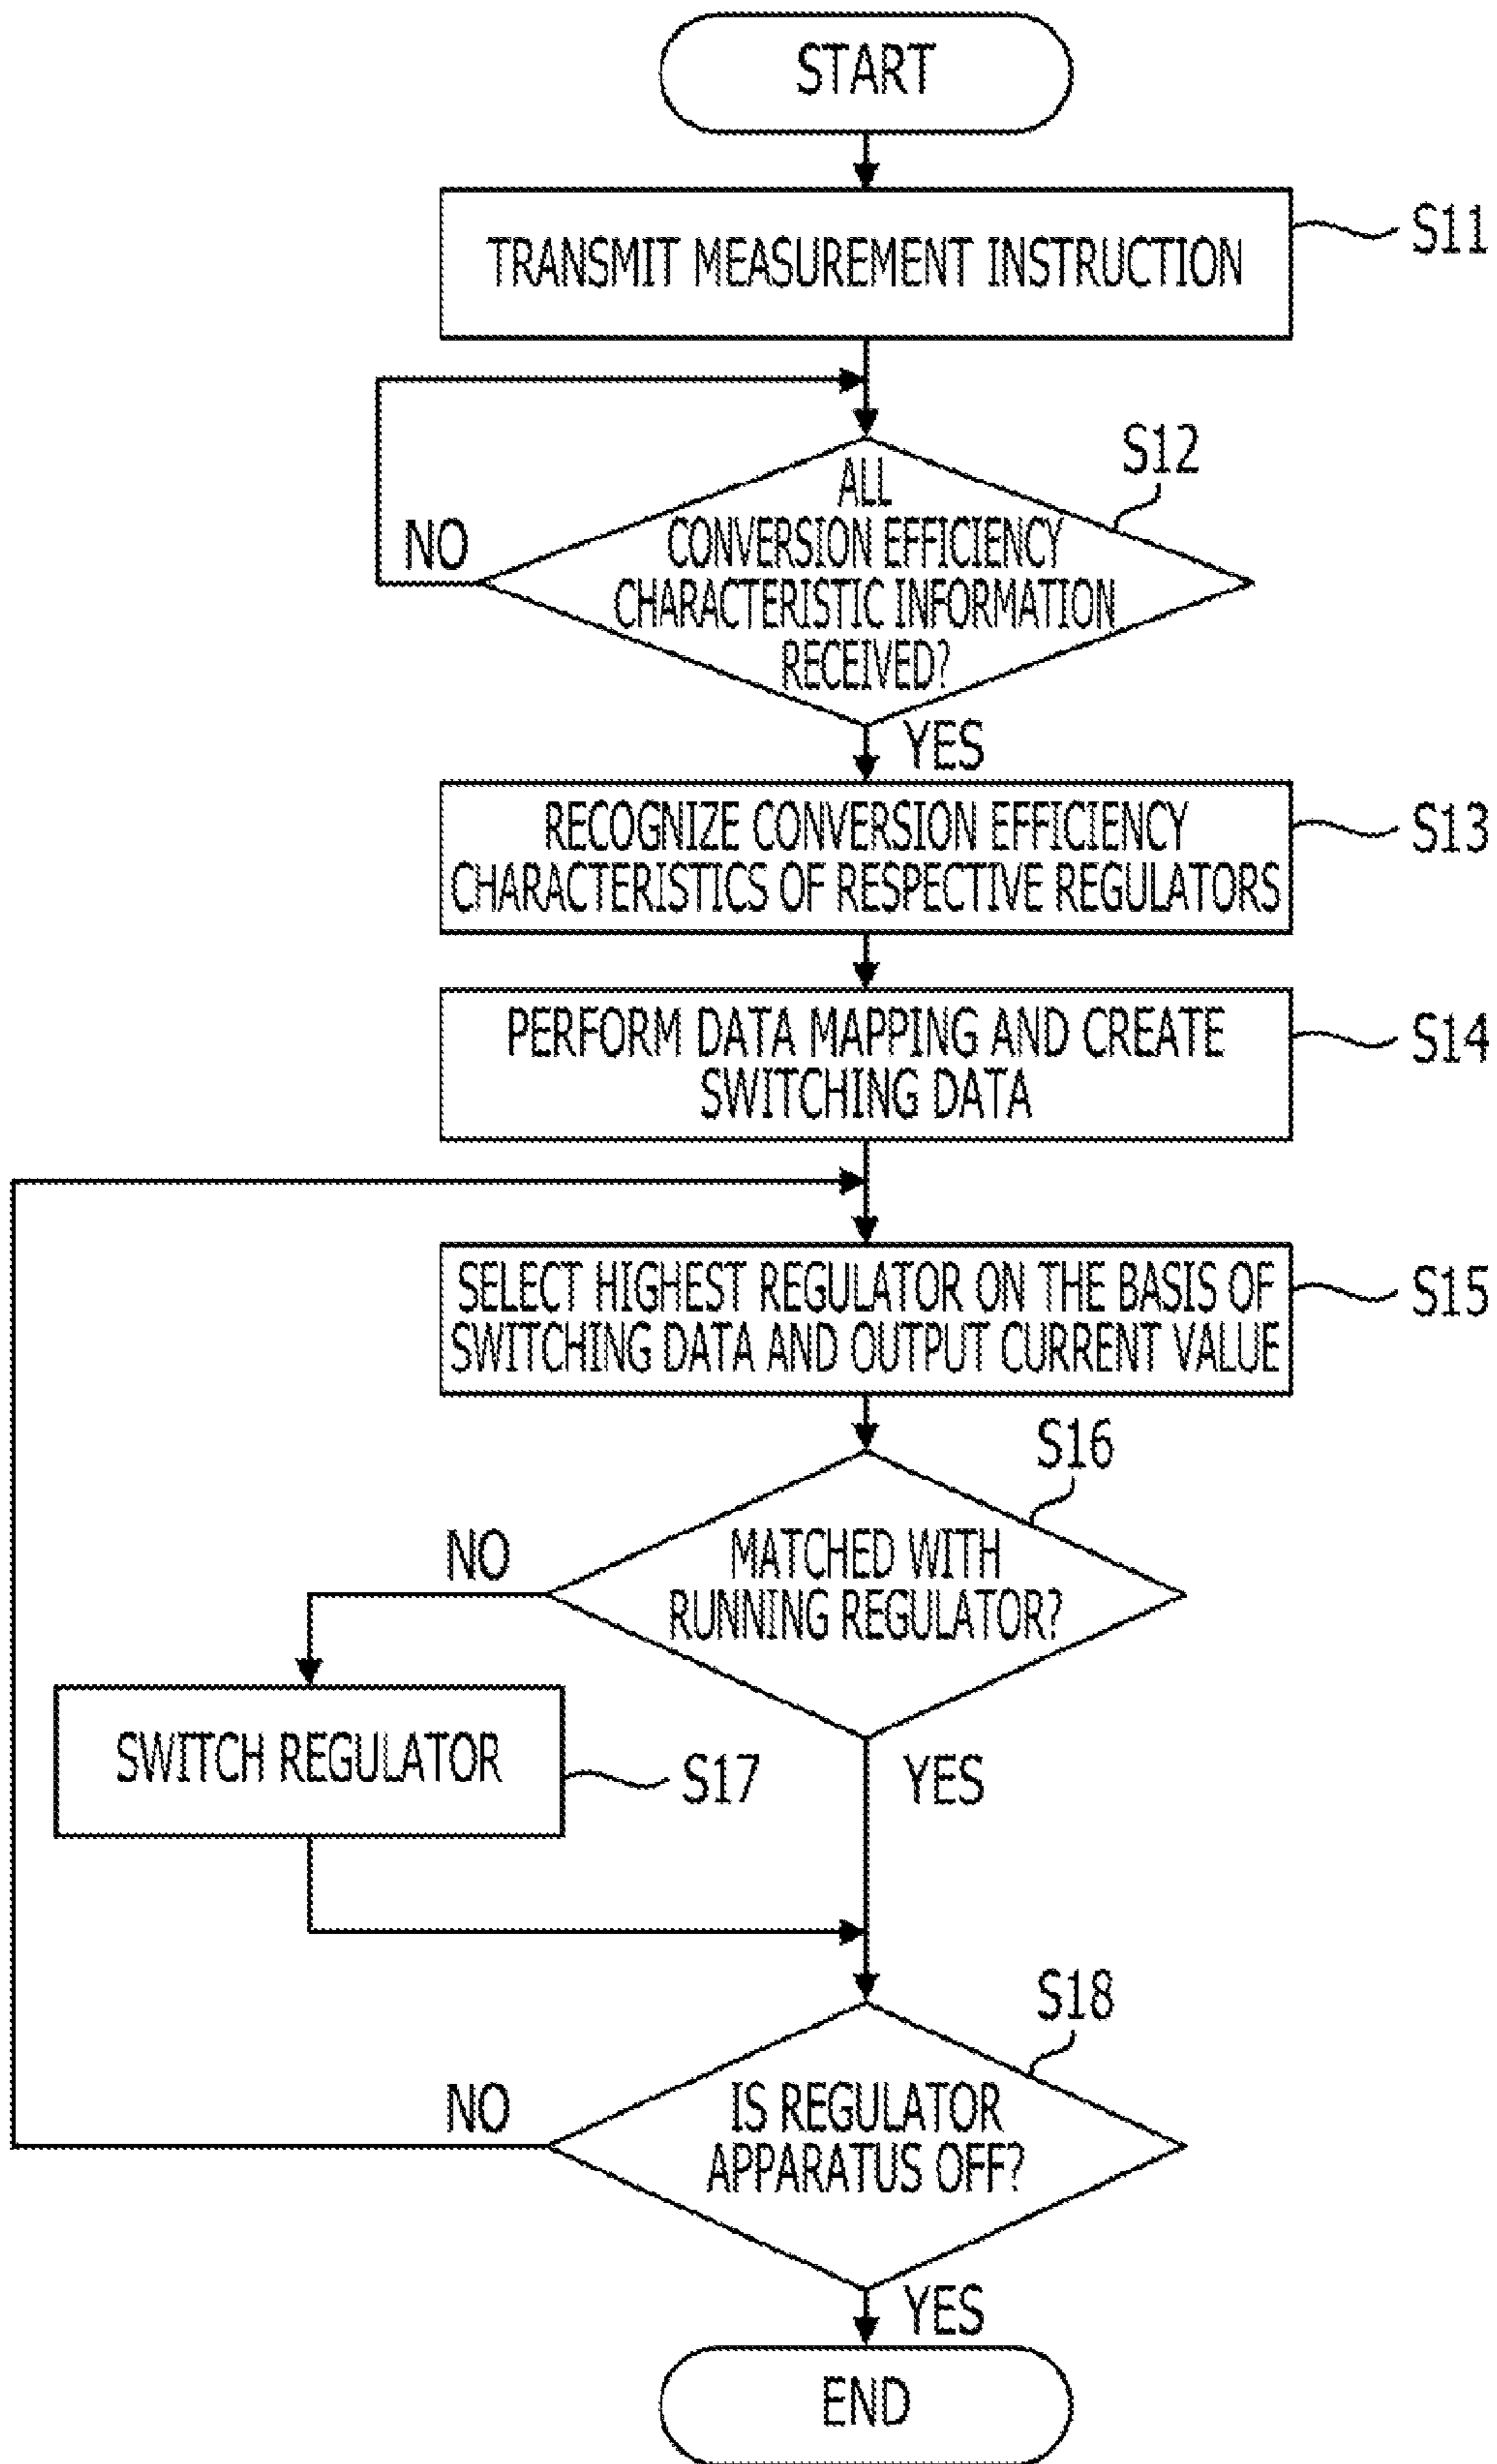 START
TRANSMIT MEASUREMENT INSTRUCTION
S11
S12
ALL
CONVERSION EFFICIENCY
CHARACTERISTIC INFORMATION
RECEIVED?
NO
YES
RECOGNIZE CONVERSION EFFICIENCY
CHARACTERISTICS OF RESPECTIVE REGULATORS
S13
PERFORM DATA MAPPING AND CREATE
SWITCHING DATA
S14
SELECT HIGHEST REGULATOR ON THE BASIS OF
SWITCHING DATA AND OUTPUT CURRENT VALUE
S15
S16
MATCHED WITH
RUNNING REGULATOR?
NO
YES
SWITCH REGULATOR
S17
S18
IS REGULATOR
APPARATUS OFF?
NO
YES
END